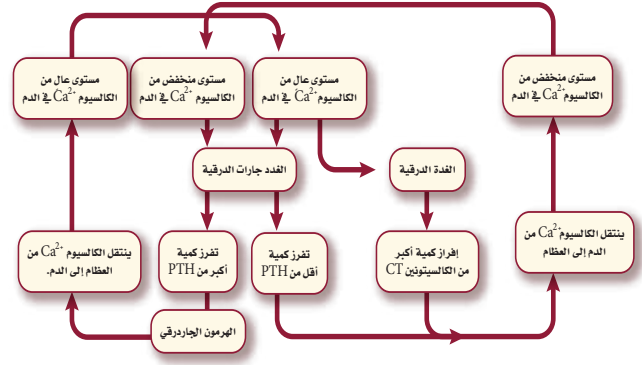 مستوى منخفض من
الكالسيوم Ca²⁺ في الدم
مستوى عال من
الكالسيوم Ca²⁺ في الدم
مستوى منخفض من
الكالسيوم Ca²⁺ في الدم
مستوى عال من
الكالسيوم Ca²⁺ في الدم
الغدة الدرقية
الغدد جارات الدرقية
ينتقل الكالسيوم Ca²⁺ من
الدم إلى العظام
إفراز كمية أكبر
من الكالسيتونين CT
تفرز كمية
أقل من PTH
تفرز كمية
أكبر من PTH
ينتقل الكالسيوم Ca²⁺ من
العظام إلى الدم.
الهرمون الجاردرقي